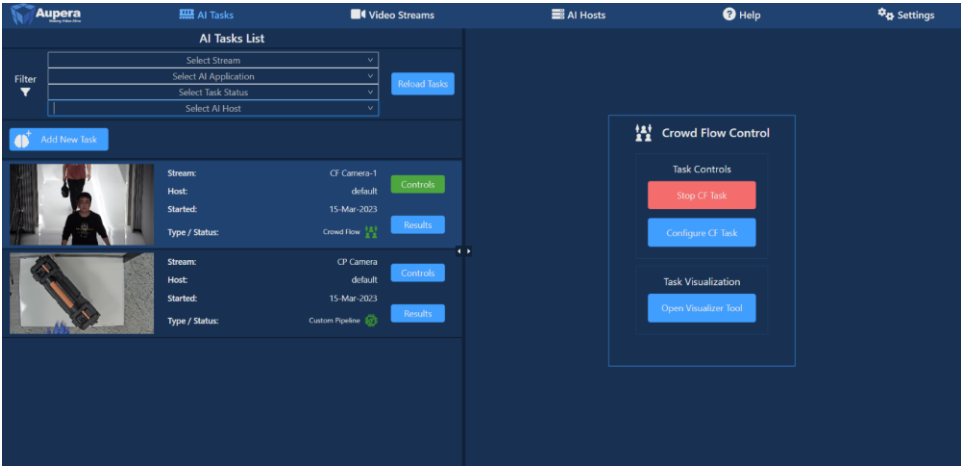 Aupera
AI Tasks
Video Streams
AI Hosts
Help
Settings
AI Tasks List
Filter
Select Stream
Select AI Application
Select Task Status
Select AI Host
Reload Tasks
Add New Task
Stream: CF Camera-1
Host: default
Started: 15-Mar-2023
Type / Status: Crowd Flow
Controls
Results
Stream: CP Camera
Host: default
Started: 15-Mar-2023
Type / Status: Custom Pipeline
Controls
Results
Crowd Flow Control
Task Controls
Stop CF Task
Configure CF Task
Task Visualization
Open Visualizer Tool